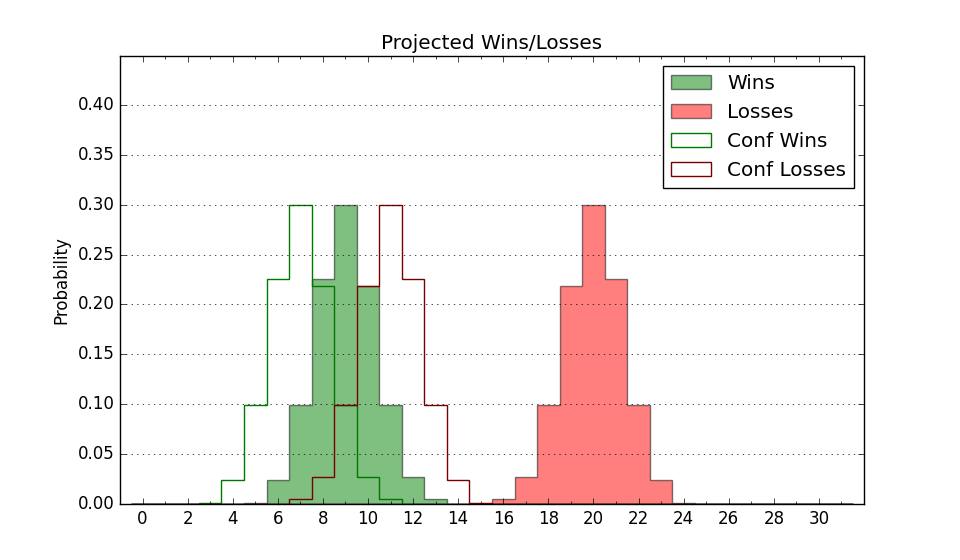 Projected Wins/Losses
Wins
Losses
Conf Wins
Conf Losses
Probability
0.40
0.35
0.30
0.25
0.20
0.15
0.10
0.05
0.00
0 2 4 6 8 10 12 14 16 18 20 22 24 26 28 30